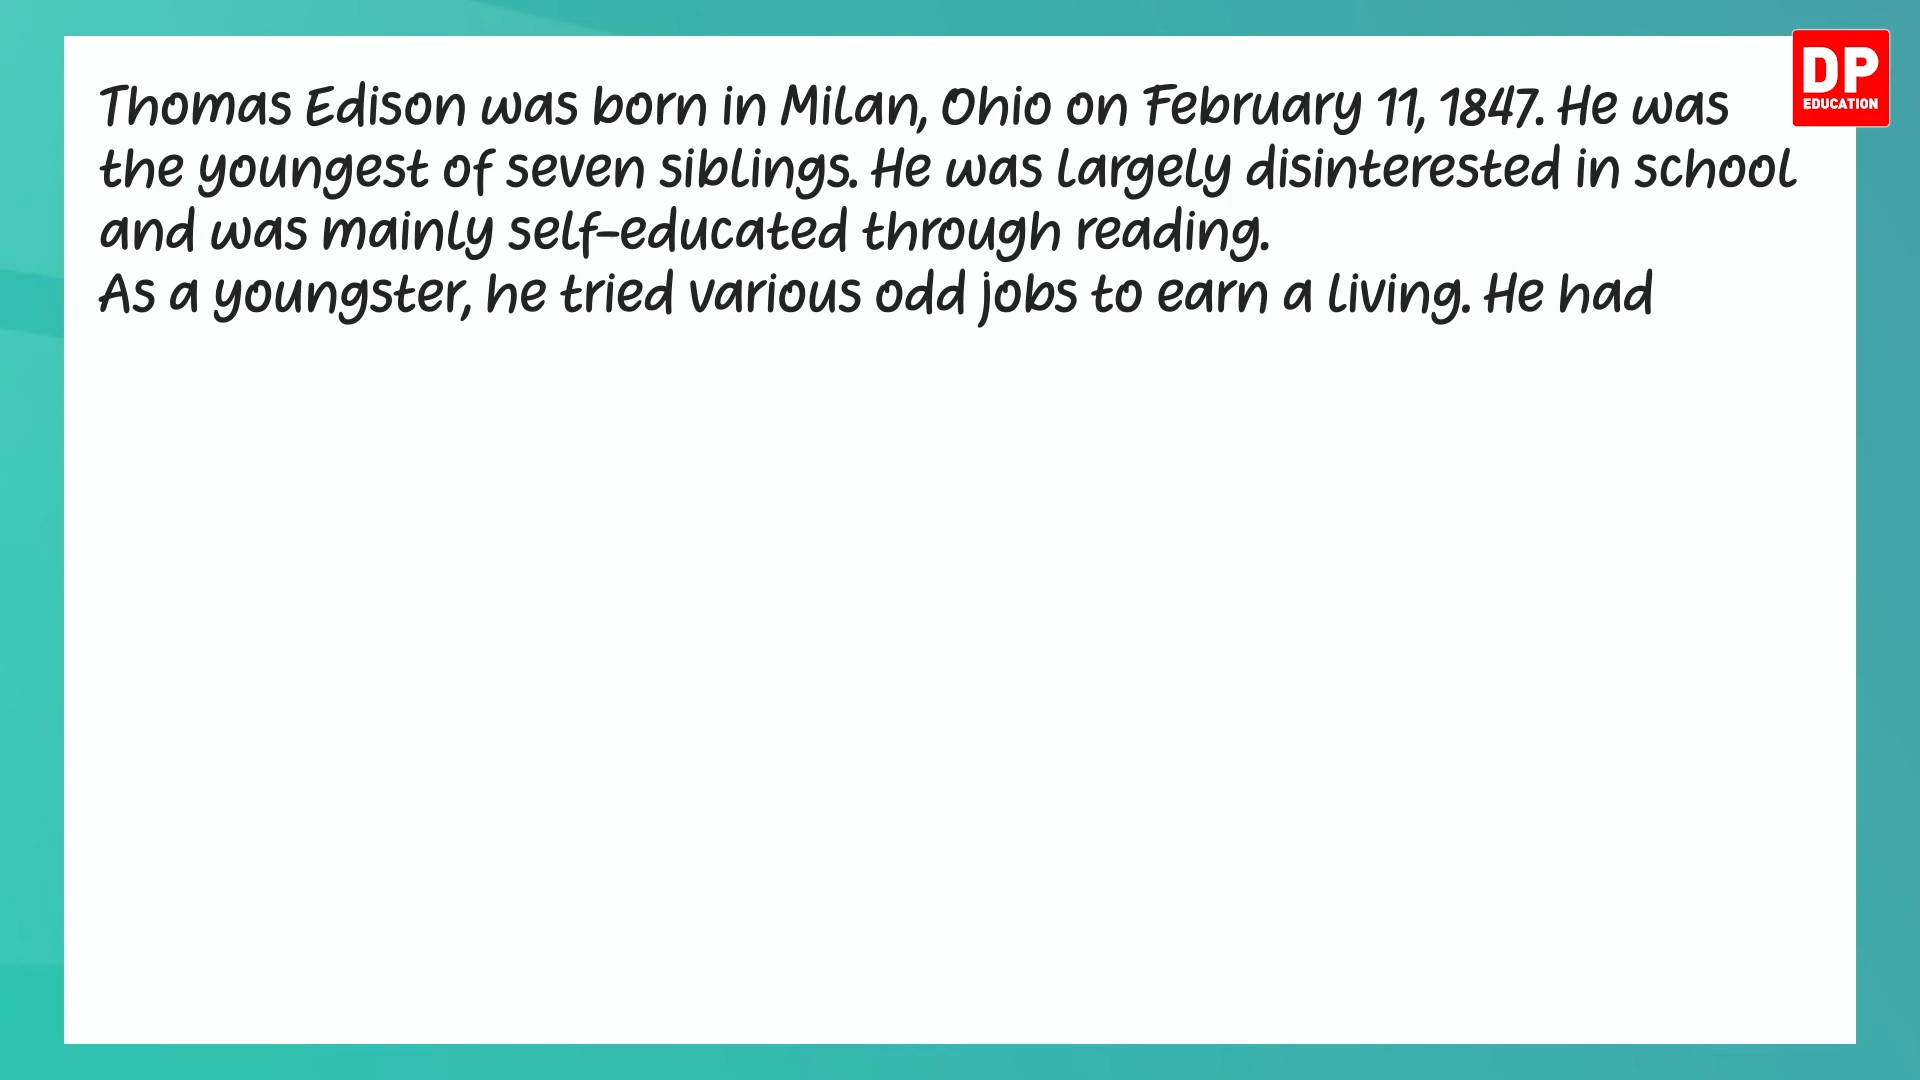 Thomas Edison was born in Milan, Ohio on February 11, 1847. He was
the youngest of seven siblings. He was largely disinterested in school
and was mainly self-educated through reading.
As a youngster, he tried various odd jobs to earn a living. He had
DP
EDUCATION